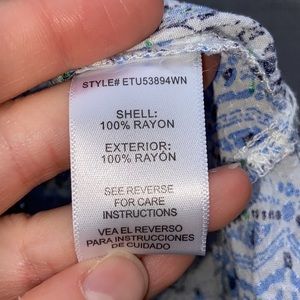 STYLE# ETU53894WN
SHELL:
100% RAYON
EXTERIOR:
100% RAYÓN
SEE REVERSE
FOR CARE
INSTRUCTIONS
VEA EL REVERSO
PARA INSTRUCCIONES
DE CUIDADO